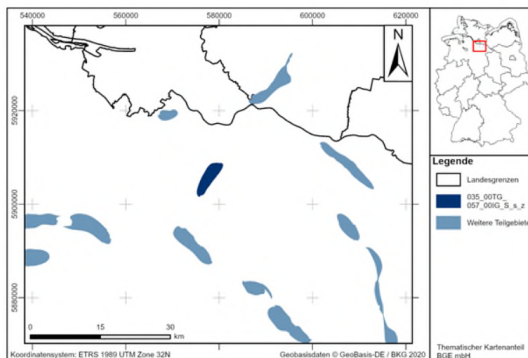 540000 560000 580000 600000 620000
N
5920000
5900000
5880000
0 15 30
km
Koordinatensystem: ETRS 1989 UTM Zone 32N
Geobasisdaten © GeoBasis-DE / BKG 2020
Legende
Landesgrenzen
035_00TG_
057_00IG_S_s_z
Weitere Teilgebiete
Thematischer Kartenanteil
BGE mbH